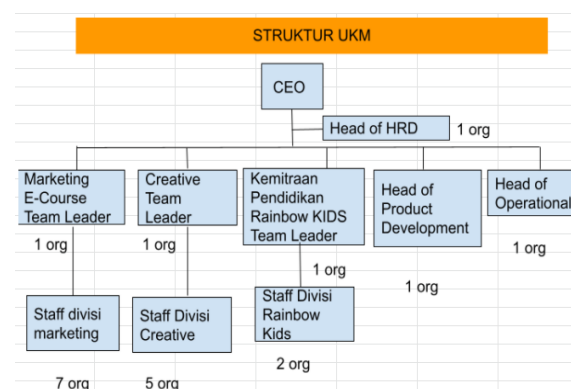 STRUKTUR UKM
CEO
Head of HRD
1 org
Marketing
E-Course
Team Leader
1 org
Creative
Team
Leader
1 org
Kemitraan
Pendidikan
Rainbow KIDS
Team Leader
1 org
Head of
Product
Development
1 org
Head of
Operational
1 org
Staff divisi
marketing
7 org
Staff Divisi
Creative
5 org
Staff Divisi
Rainbow
Kids
2 org